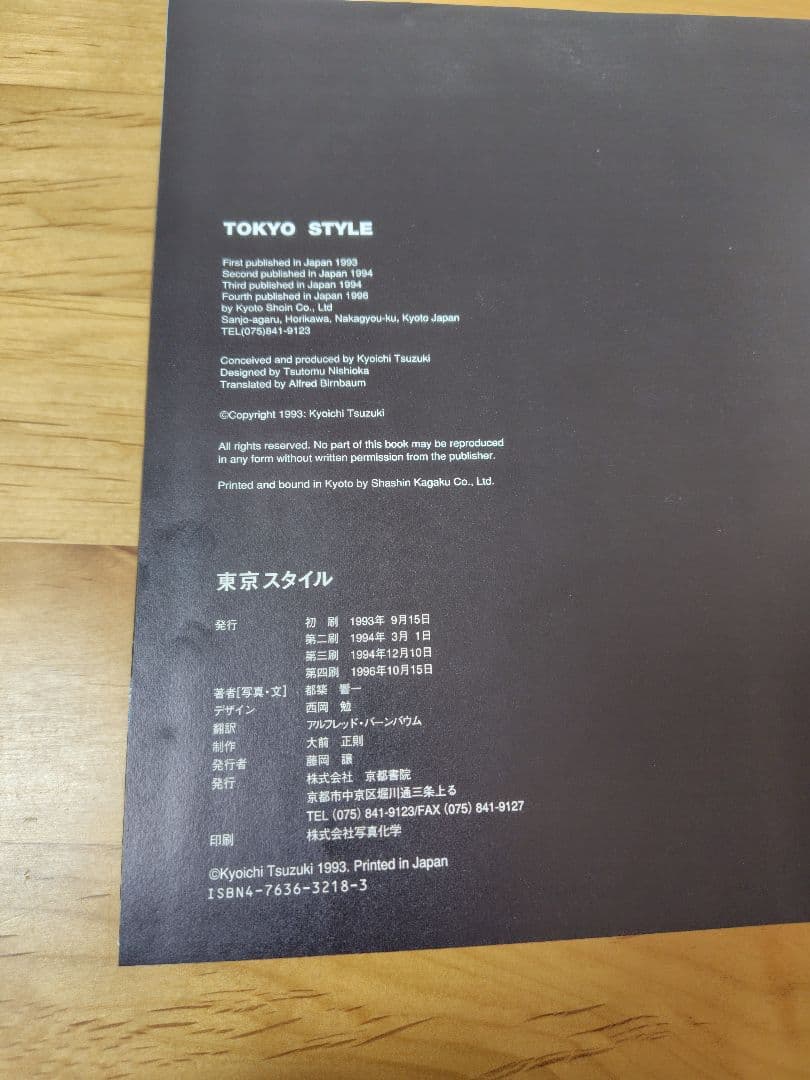 TOKYO STYLE
First published in Japan 1993
Second published in Japan 1994
Third published in Japan 1994
Fourth published in Japan 1996
by Kyoto Shoin Co., Ltd
Sanjo-agaru, Horikawa, Nakagyou-ku, Kyoto Japan
TEL(075)841-9123
Conceived and produced by Kyoichi Tsuzuki
Designed by Tsutomu Nishioka
Translated by Alfred Birnbaum
©Copyright 1993: Kyoichi Tsuzuki
All rights reserved. No part of this book may be reproduced
in any form without written permission from the publisher.
Printed and bound in Kyoto by Shashin Kagaku Co., Ltd.
東京スタイル
発行 初 刷 1993年 9月15日
第二刷 1994年 3月 1日
第三刷 1994年12月10日
第四刷 1996年10月15日
著者[写真・文] 都築 響一
デザイン 西岡 勉
翻訳 アルフレッド・バーンバウム
制作 大前 正則
発行者 藤岡 護
発行 株式会社 京都書院
京都市中京区堀川通三条上る
TEL (075) 841-9123/FAX (075) 841-9127
印刷 株式会社写真化学
©Kyoichi Tsuzuki 1993. Printed in Japan
ISBN4-7636-3218-3